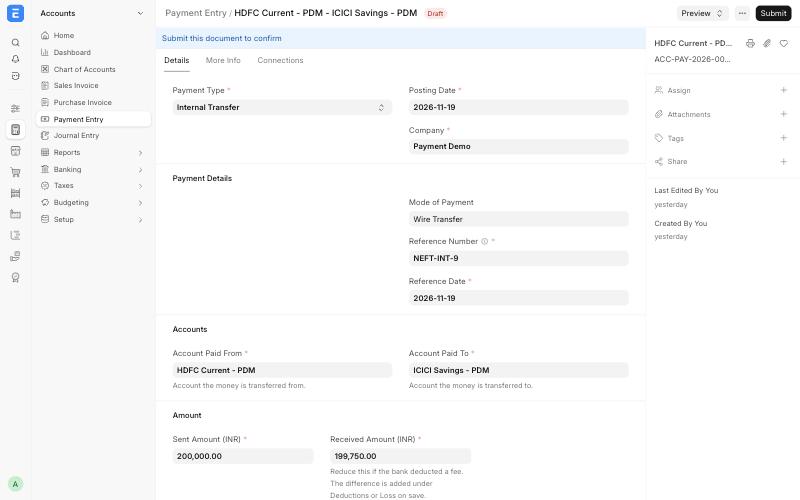 Accounts
Payment Entry / HDFC Current - PDM - ICICI Savings - PDM Draft
Preview
Submit
Home
Dashboard
Chart of Accounts
Sales Invoice
Purchase Invoice
Payment Entry
Journal Entry
Reports
Banking
Taxes
Budgeting
Setup
A
Submit this document to confirm
Details More Info Connections
Payment Type *
Internal Transfer
Posting Date *
2026-11-19
Company *
Payment Demo
Payment Details
Mode of Payment
Wire Transfer
Reference Number *
NEFT-INT-9
Reference Date *
2026-11-19
Accounts
Account Paid From *
HDFC Current - PDM
Account the money is transferred from.
Account Paid To *
ICICI Savings - PDM
Account the money is transferred to.
Amount
Sent Amount (INR) *
200,000.00
Received Amount (INR) *
199,750.00
Reduce this if the bank deducted a fee.
The difference is added under
Deductions or Loss on save.
HDFC Current - PD...
ACC-PAY-2026-00...
Assign
Attachments
Tags
Share
Last Edited By You
yesterday
Created By You
yesterday